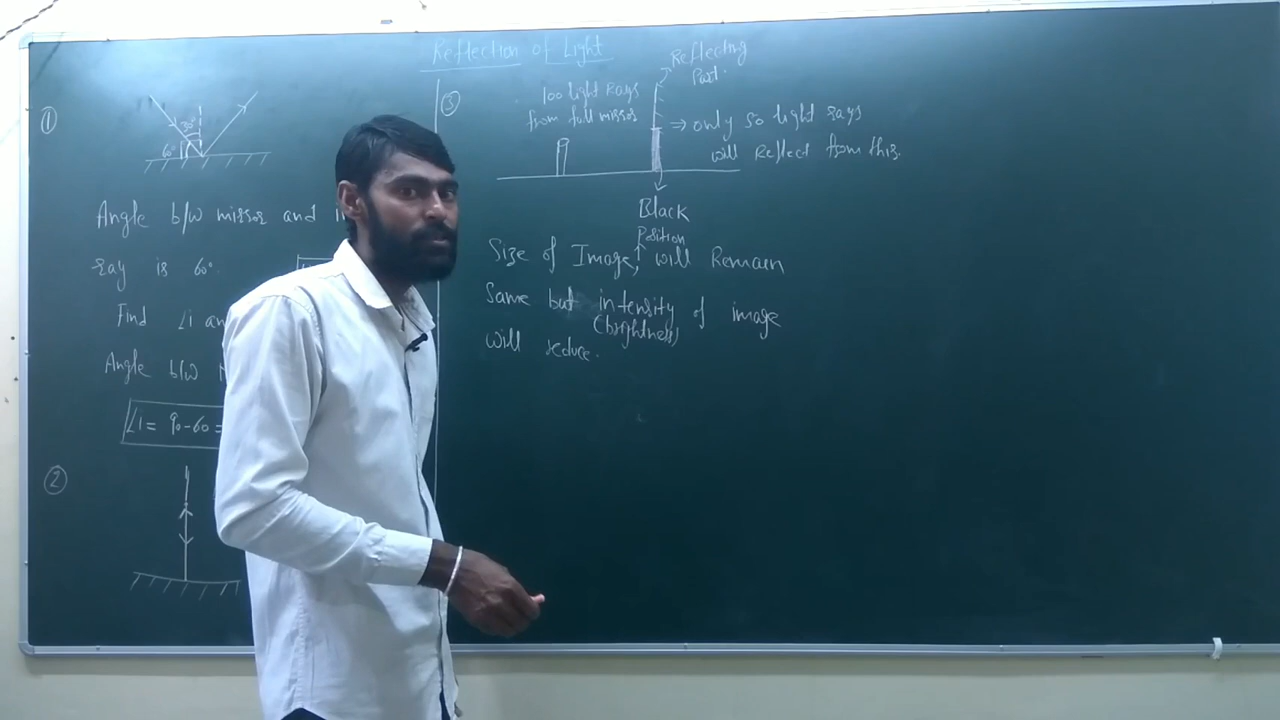 Reflection of Light
①
30°
60°
Angle b/w mirror and
ray is 60°.
Find ∠i an
Angle b/w
∠i = 90-60=
②
③
100 light rays
from full mirror
Reflecting
Part.
⇒ only 50 light rays
will Reflect from this.
Black
Position
Size of Image, will Remain
Same but intensity of image
(brightness)
will reduce.